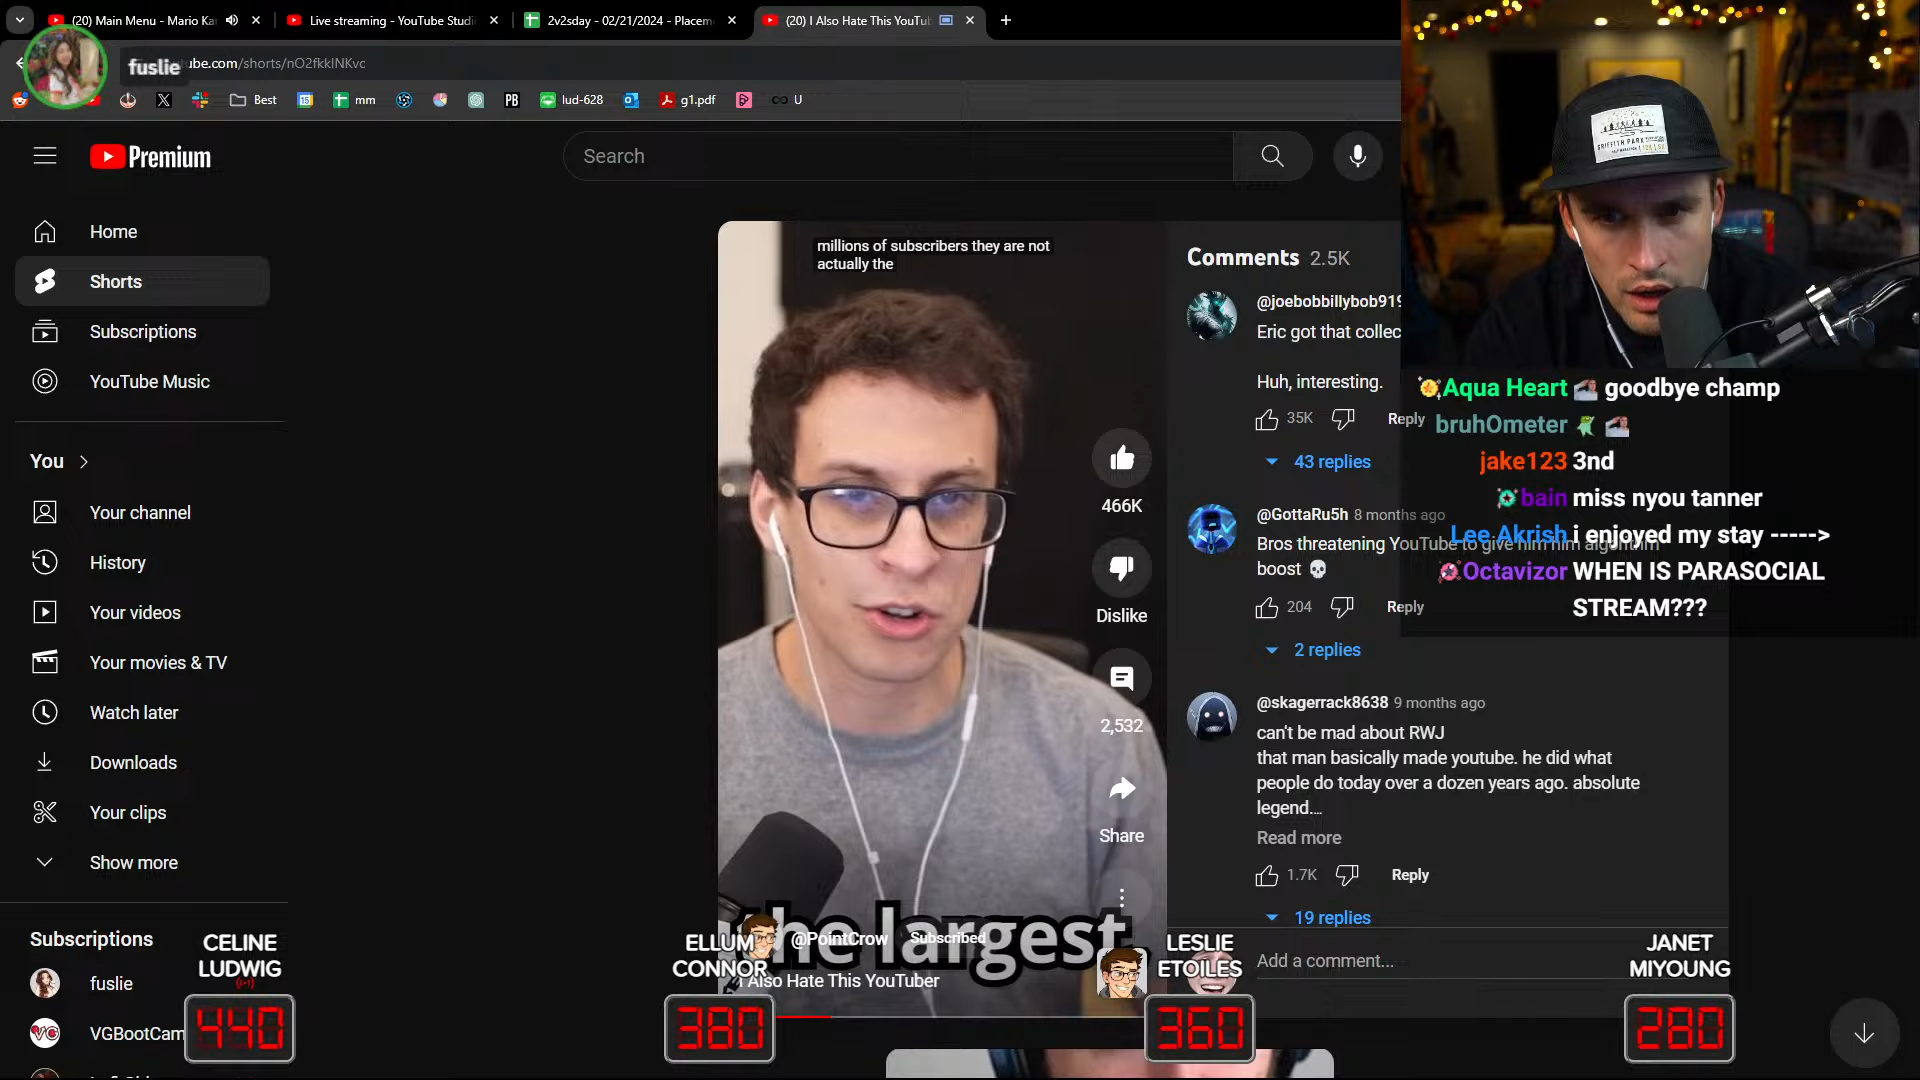 (20) Main Menu - Mario Ka
Live streaming - YouTube Studi
2v2sday - 02/21/2024 - Placem
(20) I Also Hate This YouTub
fuslie
ube.com/shorts/nO2fkkINKvc
Best
mm
PB
lud-628
g1.pdf
U
Premium
Search
Home
Shorts
Subscriptions
YouTube Music
You
Your channel
History
Your videos
Your movies & TV
Watch later
Downloads
Your clips
Show more
Subscriptions
fuslie
VGBootCam
millions of subscribers they are not
actually the
466K
Dislike
2,532
Share
the largest
@PointCrow
Subscribed
I Also Hate This YouTuber
Comments 2.5K
@joebobbillybob919
Eric got that collec
Huh, interesting.
35K
Reply
43 replies
@GottaRu5h 8 months ago
Bros threatening YouTube to give him him algorithm
boost 💀
204
Reply
2 replies
@skagerrack8638 9 months ago
can't be mad about RWJ
that man basically made youtube. he did what
people do today over a dozen years ago. absolute
legend....
Read more
1.7K
Reply
19 replies
Add a comment...
GRIFFITH PARK
Aqua Heart goodbye champ
bruhOmeter
jake123 3nd
bain miss nyou tanner
Lee Akrish i enjoyed my stay ----->
Octavizor WHEN IS PARASOCIAL
STREAM???
CELINE
LUDWIG
440
ELLUM
CONNOR
380
LESLIE
ETOILES
360
JANET
MIYOUNG
280